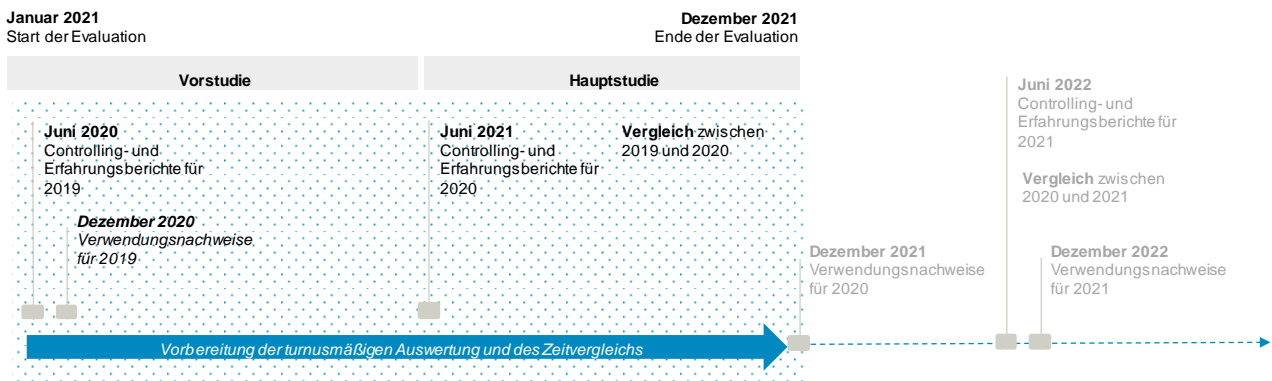 Januar 2021
Start der Evaluation
Dezember 2021
Ende der Evaluation
Vorstudie
Hauptstudie
Juni 2020
Controlling- und
Erfahrungsberichte für
2019
Dezember 2020
Verwendungsnachweise
für 2019
Juni 2021
Controlling- und
Erfahrungsberichte für
2020
Vergleich zwischen
2019 und 2020
Dezember 2021
Verwendungsnachweise
für 2020
Juni 2022
Controlling- und
Erfahrungsberichte für
2021
Vergleich zwischen
2020 und 2021
Dezember 2022
Verwendungsnachweise
für 2021
Vorbereitung der turnusmäßigen Auswertung und des Zeitvergleichs